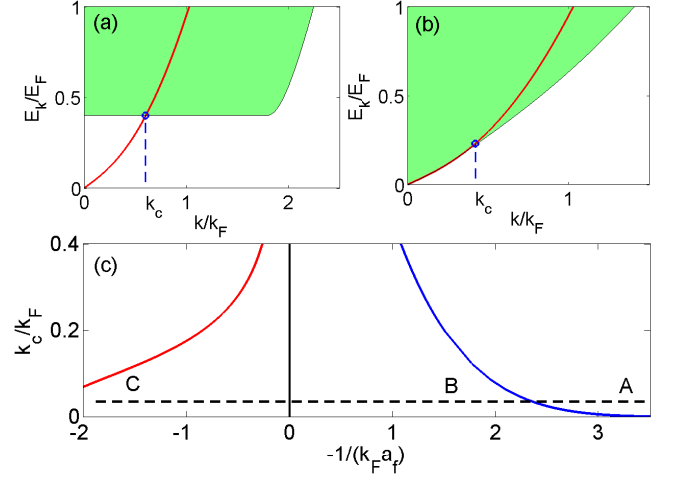 (a)
1
0.5
0
E_k/E_F
0
k_c
1
2
k/k_F
(b)
1
0.5
0
E_k/E_F
0
k_c
1
k/k_F
(c)
0.4
0.2
0
k_c/k_F
C
B
A
-2
-1
0
1
2
3
-1/(k_F a_f)